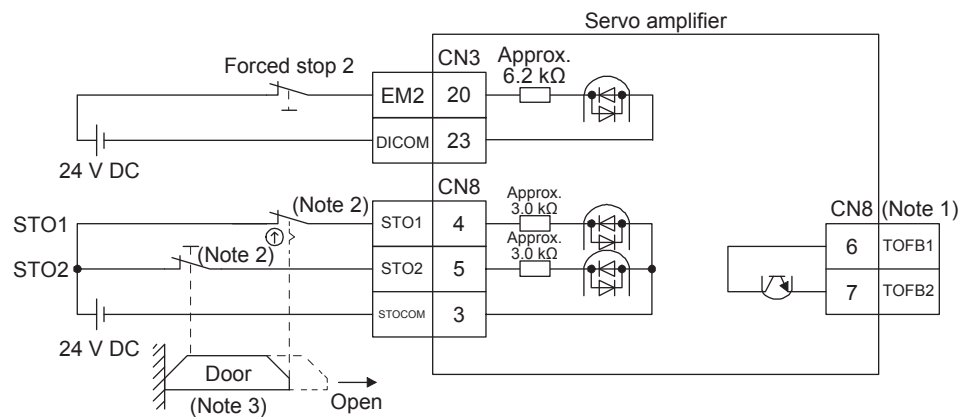 Servo amplifier
Forced stop 2
CN3
Approx.
6.2 kΩ
EM2
20
DICOM
23
24 V DC
CN8
STO1
(Note 2)
STO1
4
Approx.
3.0 kΩ
STO2
(Note 2)
STO2
5
Approx.
3.0 kΩ
STOCOM
3
24 V DC
CN8 (Note 1)
6
TOFB1
7
TOFB2
Door
(Note 3)
Open